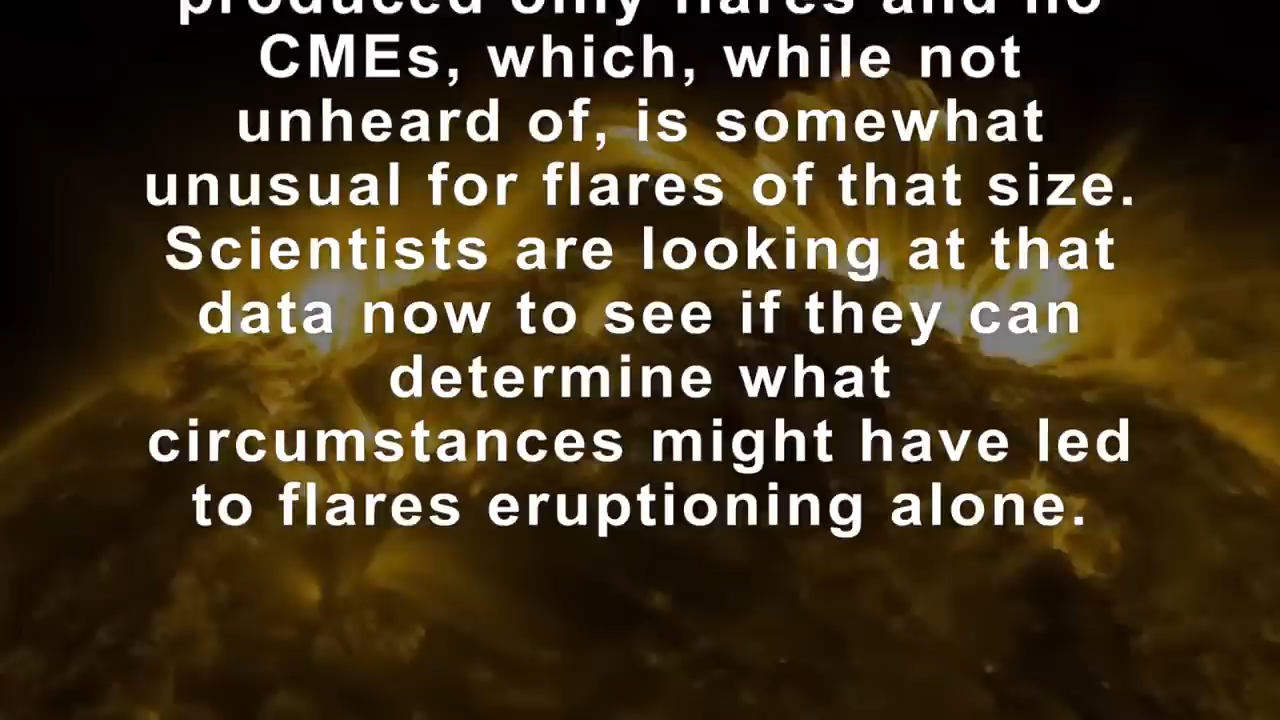 produced only flares and no
CMEs, which, while not
unheard of, is somewhat
unusual for flares of that size.
Scientists are looking at that
data now to see if they can
determine what
circumstances might have led
to flares eruptioning alone.